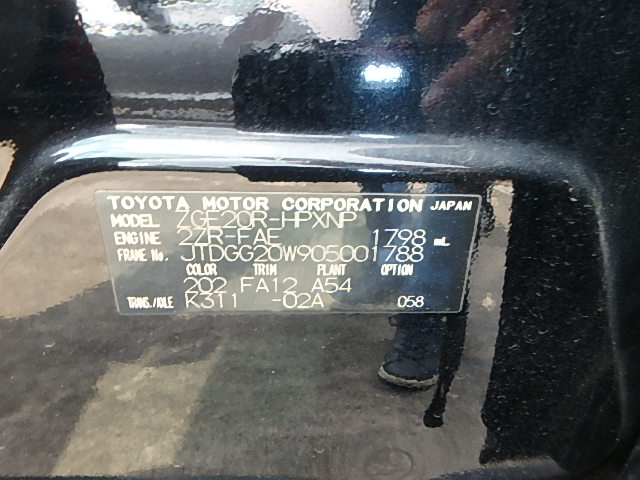 TOYOTA MOTOR CORPORATION JAPAN
MODEL ZGE20R-HPXNP
ENGINE 2ZR-FAE 1798 mL
FRAME No. JTDGG20W905001788
COLOR TRIM PLANT OPTION
202 FA12 A54
TRANS./AXLE K311 -02A 058